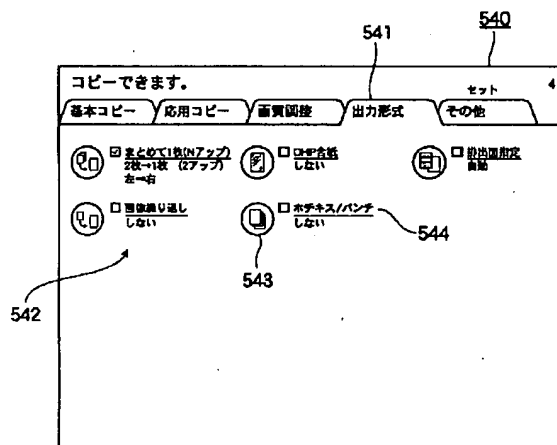 540
541
コピーできます。
4
セット
基本コピー 応用コピー 画質調整 出力形式 その他
☑ まとめて1枚(Nアップ) □ OHP合紙 □ 排出面指定
2枚→1枚 (2アップ) しない 自動
左→右
□ 画像繰り返し □ ホチキス/パンチ
しない しない
544
543
542